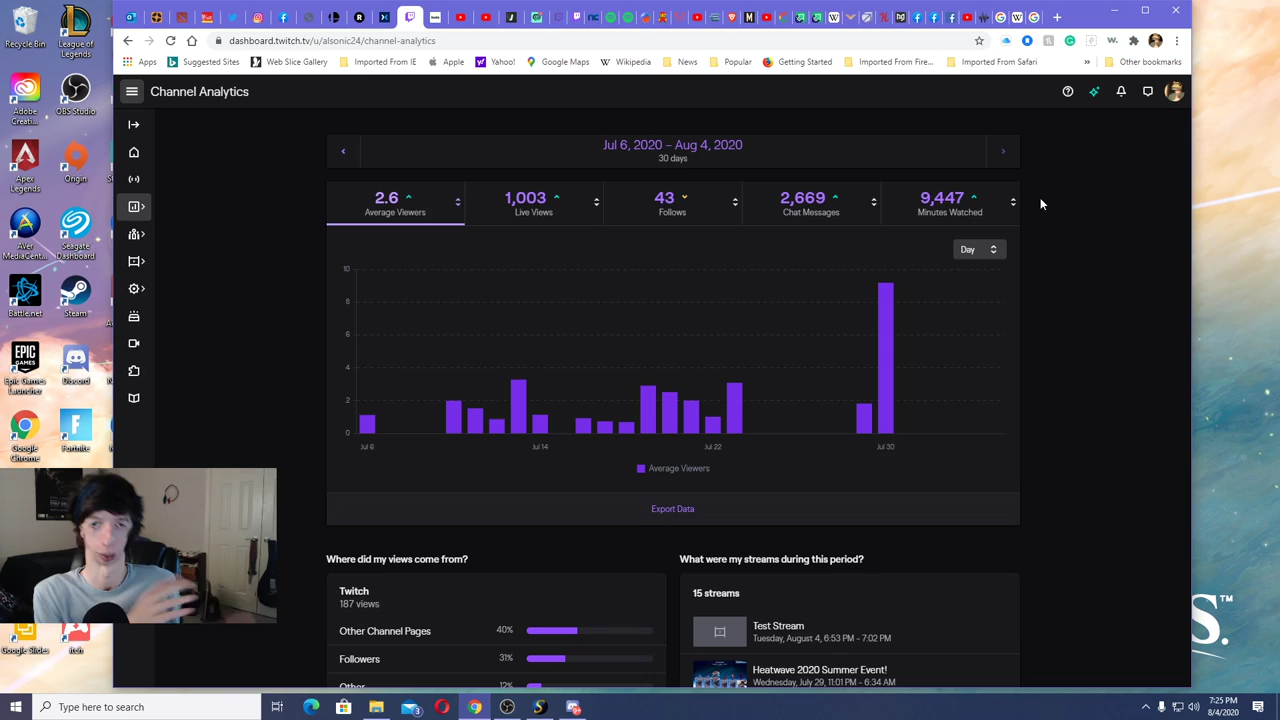 Recycle Bin
League of
Legends
Adobe
Creati...
OBS Studio
Apex
Legends
Origin
AVer
MediaCent...
Seagate
Dashboard
Battle.net
Steam
EPIC
GAMES
Epic Games
Launcher
Discord
Google
Chrome
Fortnite
Google Slides
itch
dashboard.twitch.tv/u/alsonic24/channel-analytics
Apps
Suggested Sites
Web Slice Gallery
Imported From IE
Apple
Yahoo!
Google Maps
Wikipedia
News
Popular
Getting Started
Imported From Fire...
Imported From Safari
»
Other bookmarks
Channel Analytics
Jul 6, 2020 – Aug 4, 2020
30 days
2.6
Average Viewers
1,003
Live Views
43
Follows
2,669
Chat Messages
9,447
Minutes Watched
Day
10
8
6
4
2
0
Jul 6
Jul 14
Jul 22
Jul 30
Average Viewers
Export Data
Where did my views come from?
Twitch
187 views
Other Channel Pages 40%
Followers 31%
Other 12%
What were my streams during this period?
15 streams
Test Stream
Tuesday, August 4, 6:53 PM - 7:02 PM
Heatwave 2020 Summer Event!
Wednesday, July 29, 11:01 PM - 6:34 AM
S.™
Type here to search
3
7:25 PM
8/4/2020